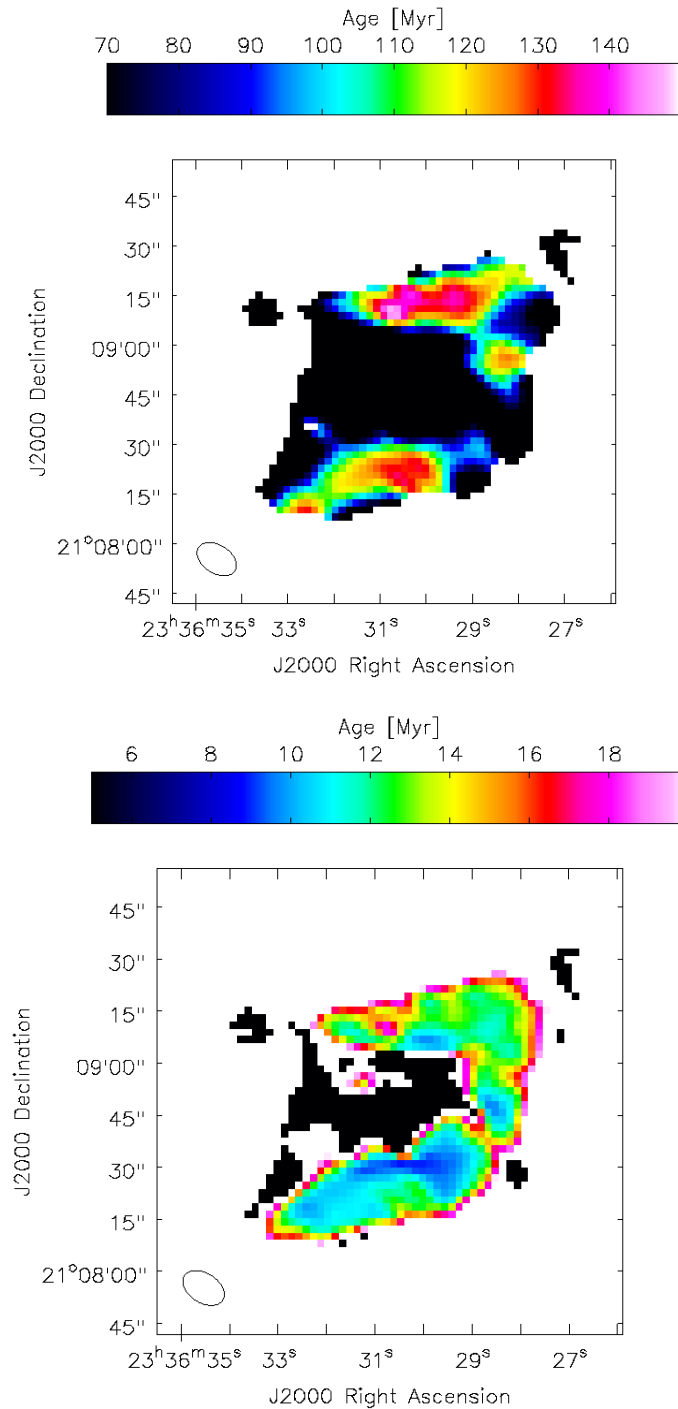 Age [Myr]
70 80 90 100 110 120 130 140
45"
30"
15"
09'00"
45"
30"
15"
21°08'00"
45"
J2000 Declination
23ʰ36ᵐ35ˢ 33ˢ 31ˢ 29ˢ 27ˢ
J2000 Right Ascension
Age [Myr]
6 8 10 12 14 16 18
45"
30"
15"
09'00"
45"
30"
15"
21°08'00"
45"
J2000 Declination
23ʰ36ᵐ35ˢ 33ˢ 31ˢ 29ˢ 27ˢ
J2000 Right Ascension